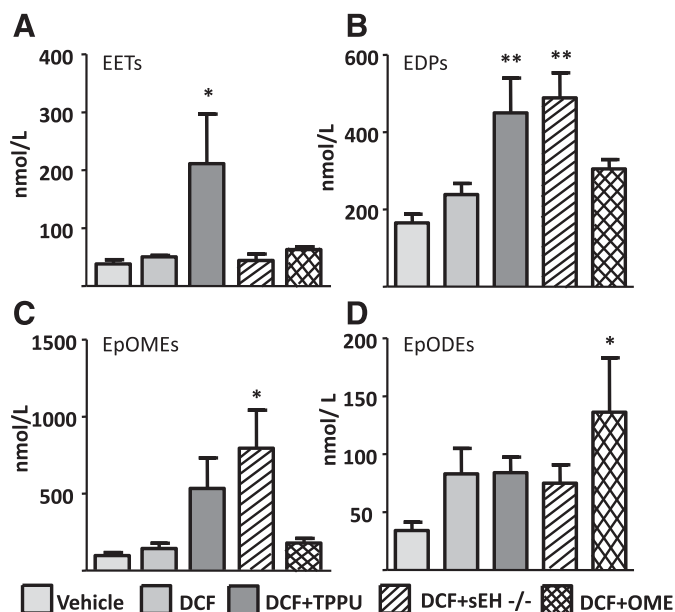 A
EETs
400
300
200
100
nmol/L
*
B
EDPs
600
400
200
nmol/L
**
**
C
EpOMEs
1500
1000
500
nmol/L
*
D
EpODEs
200
150
100
50
nmol/ L
*
Vehicle DCF DCF+TPPU DCF+sEH -/- DCF+OME